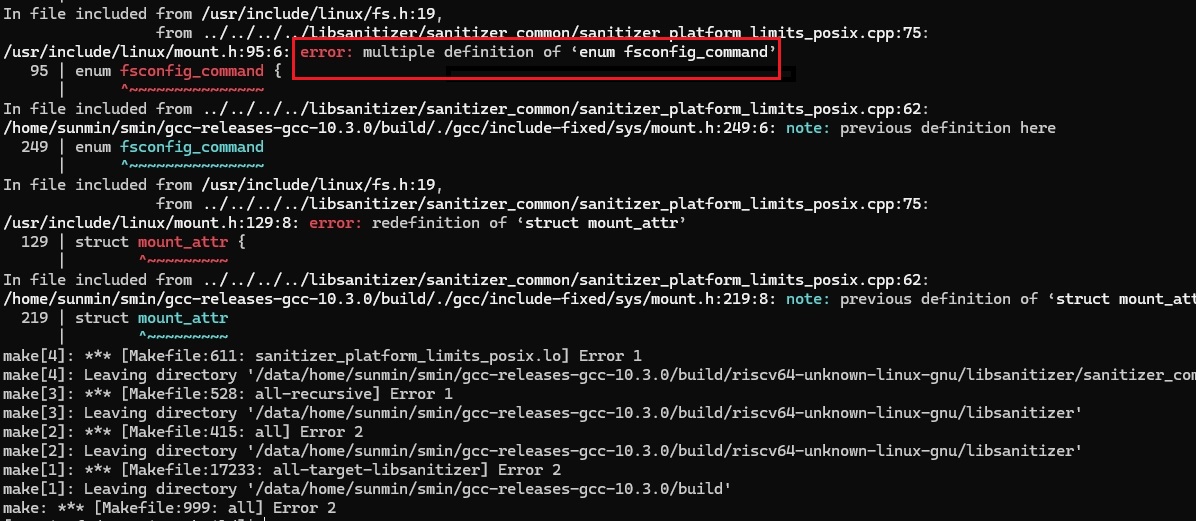 In file included from /usr/include/linux/fs.h:19,
from ../../../../libsanitizer/sanitizer_common/sanitizer_platform_limits_posix.cpp:75:
/usr/include/linux/mount.h:95:6: error: multiple definition of ‘enum fsconfig_command’
95 | enum fsconfig_command {
| ^~~~~~~~~~~~~~~~
In file included from ../../../../libsanitizer/sanitizer_common/sanitizer_platform_limits_posix.cpp:62:
/home/sunmin/smin/gcc-releases-gcc-10.3.0/build/./gcc/include-fixed/sys/mount.h:249:6: note: previous definition here
249 | enum fsconfig_command
| ^~~~~~~~~~~~~~~~
In file included from /usr/include/linux/fs.h:19,
from ../../../../libsanitizer/sanitizer_common/sanitizer_platform_limits_posix.cpp:75:
/usr/include/linux/mount.h:129:8: error: redefinition of ‘struct mount_attr’
129 | struct mount_attr {
| ^~~~~~~~~~
In file included from ../../../../libsanitizer/sanitizer_common/sanitizer_platform_limits_posix.cpp:62:
/home/sunmin/smin/gcc-releases-gcc-10.3.0/build/./gcc/include-fixed/sys/mount.h:219:8: note: previous definition of ‘struct mount_att
219 | struct mount_attr
| ^~~~~~~~~~
make[4]: *** [Makefile:611: sanitizer_platform_limits_posix.lo] Error 1
make[4]: Leaving directory '/data/home/sunmin/smin/gcc-releases-gcc-10.3.0/build/riscv64-unknown-linux-gnu/libsanitizer/sanitizer_com
make[3]: *** [Makefile:528: all-recursive] Error 1
make[3]: Leaving directory '/data/home/sunmin/smin/gcc-releases-gcc-10.3.0/build/riscv64-unknown-linux-gnu/libsanitizer'
make[2]: *** [Makefile:415: all] Error 2
make[2]: Leaving directory '/data/home/sunmin/smin/gcc-releases-gcc-10.3.0/build/riscv64-unknown-linux-gnu/libsanitizer'
make[1]: *** [Makefile:17233: all-target-libsanitizer] Error 2
make[1]: Leaving directory '/data/home/sunmin/smin/gcc-releases-gcc-10.3.0/build'
make: *** [Makefile:999: all] Error 2